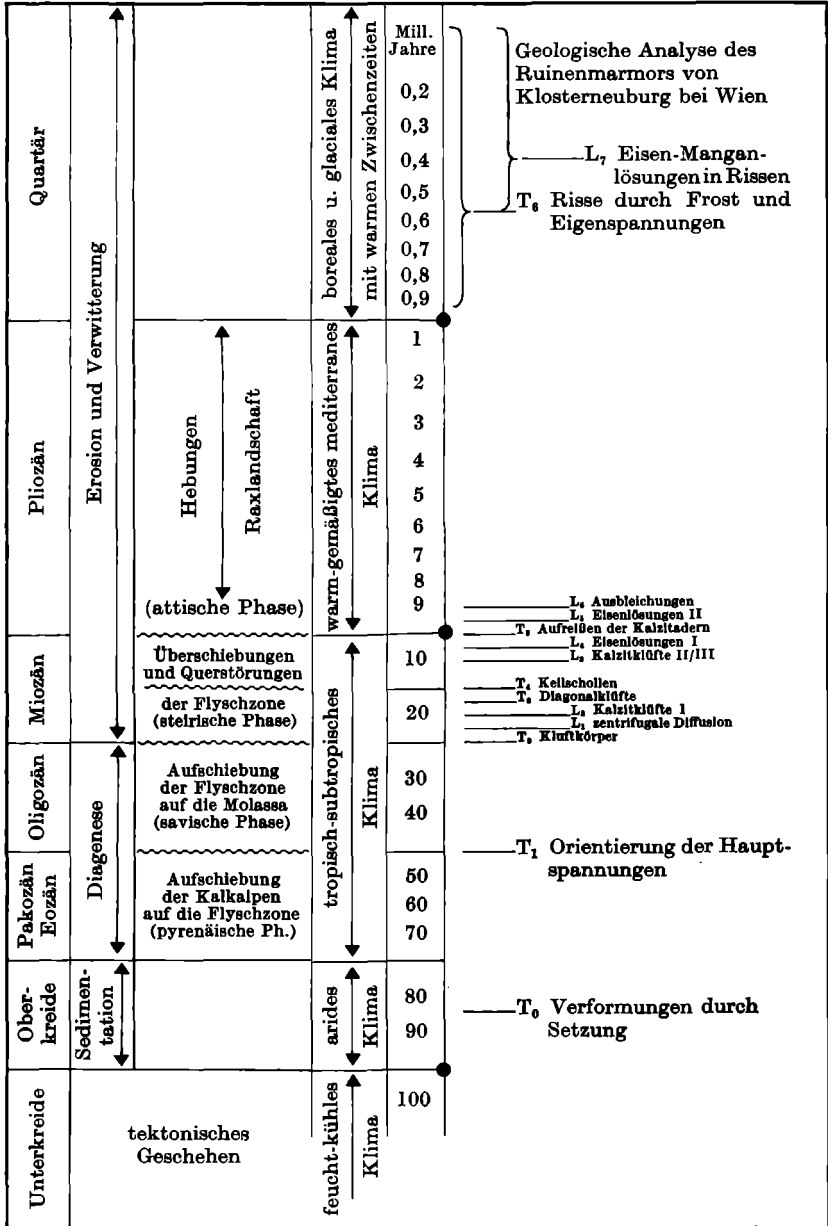 Quartär
Pliozän
Miozän
Oligozän
Pakozän
Eozän
Ober-
kreide
Unterkreide
Erosion und Verwitterung
Diagenese
Sedimen-
tation
Hebungen
Raxlandschaft
(attische Phase)
Überschiebungen
und Querstörungen
der Flyschzone
(steirische Phase)
Aufschiebung
der Flyschzone
auf die Molassa
(savische Phase)
Aufschiebung
der Kalkalpen
auf die Flyschzone
(pyrenäische Ph.)
tektonisches
Geschehen
boreales u. glaciales Klima
mit warmen Zwischenzeiten
warm-gemäßigtes mediterranes
Klima
tropisch-subtropisches
Klima
arides
Klima
feucht-kühles
Klima
Mill.
Jahre
0,2
0,3
0,4
0,5
0,6
0,7
0,8
0,9
1
2
3
4
5
6
7
8
9
10
20
30
40
50
60
70
80
90
100
Geologische Analyse des
Ruinenmarmors von
Klosterneuburg bei Wien
L₇ Eisen-Mangan-
lösungen in Rissen
T₆ Risse durch Frost und
Eigenspannungen
L₆ Ausbleichungen
L₅ Eisenlösungen II
T₅ Aufreißen der Kalzitadern
L₄ Eisenlösungen I
L₃ Kalzitklüfte II/III
T₄ Keilschollen
T₃ Diagonalklüfte
L₂ Kalzitklüfte I
L₁ zentrifugale Diffusion
T₂ Kluftkörper
T₁ Orientierung der Haupt-
spannungen
T₀ Verformungen durch
Setzung